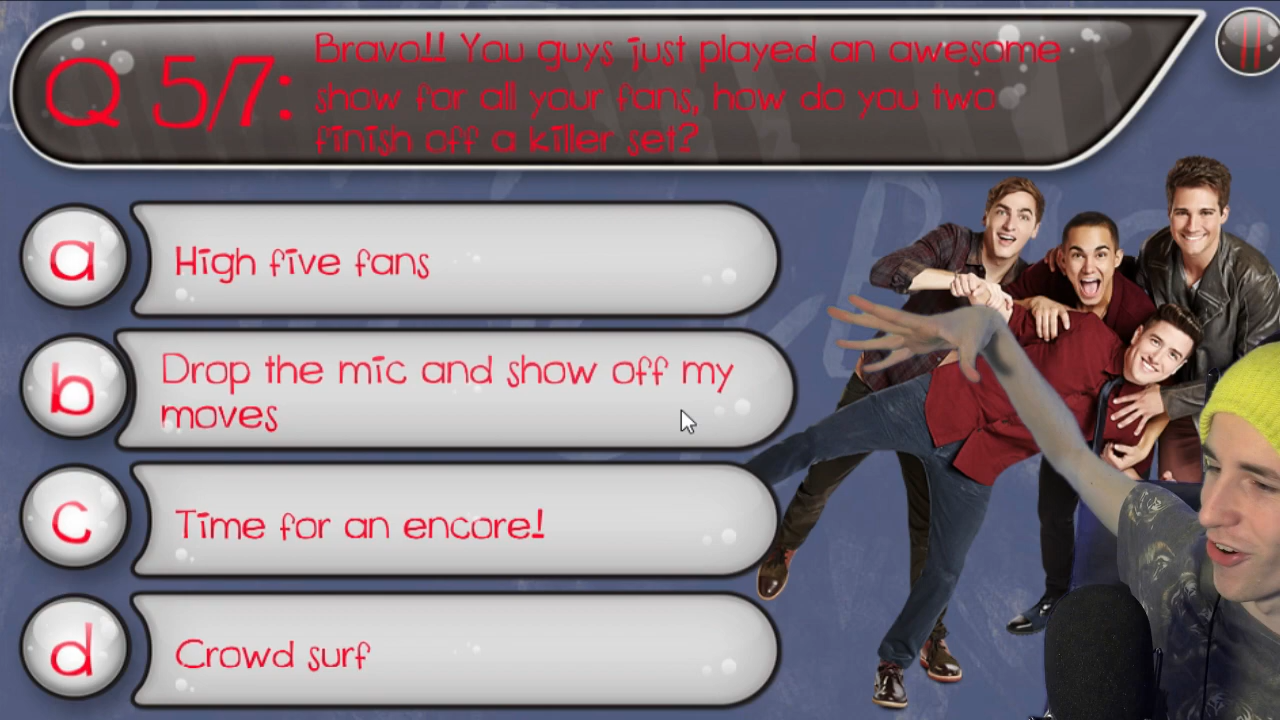 Q 5/7:
Bravo!! You guys just played an awesome
show for all your fans, how do you two
finish off a killer set?
a
High five fans
b
Drop the mic and show off my
moves
c
Time for an encore!
d
Crowd surf